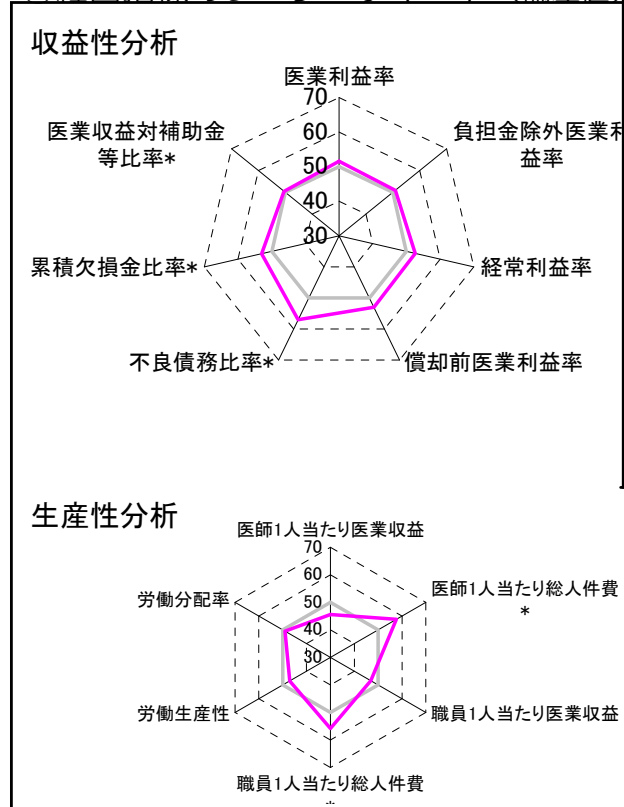 収益性分析
医業利益率
70
60
50
40
30
負担金除外医業利
益率
経常利益率
償却前医業利益率
不良債務比率*
累積欠損金比率*
医業収益対補助金
等比率*
生産性分析
医師1人当たり医業収益
70
60
50
40
30
医師1人当たり総人件費
*
職員1人当たり医業収益
職員1人当たり総人件費
*
労働生産性
労働分配率